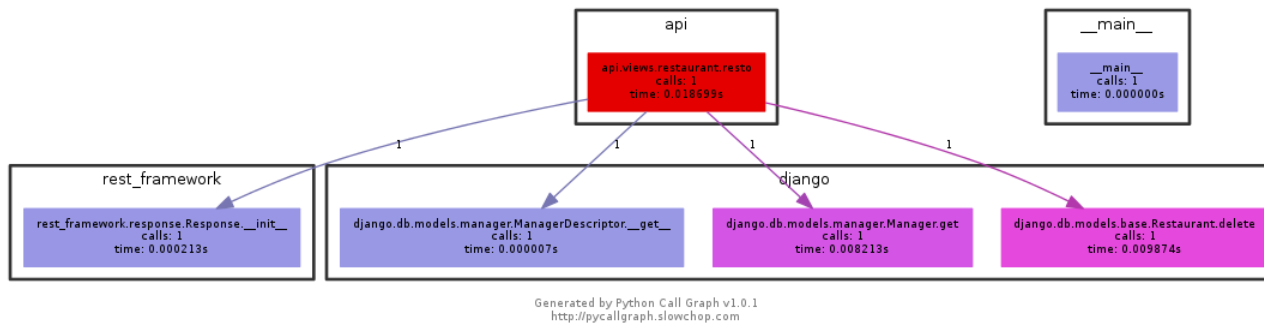 api
__main__
api.views.restaurant.resto
calls: 1
time: 0.018699s
__main__
calls: 1
time: 0.000000s
1
1
1
1
rest_framework
django
rest_framework.response.Response.__init__
calls: 1
time: 0.000213s
django.db.models.manager.ManagerDescriptor.__get__
calls: 1
time: 0.000007s
django.db.models.manager.Manager.get
calls: 1
time: 0.008213s
django.db.models.base.Restaurant.delete
calls: 1
time: 0.009874s
Generated by Python Call Graph v1.0.1
http://pycallgraph.slowchop.com